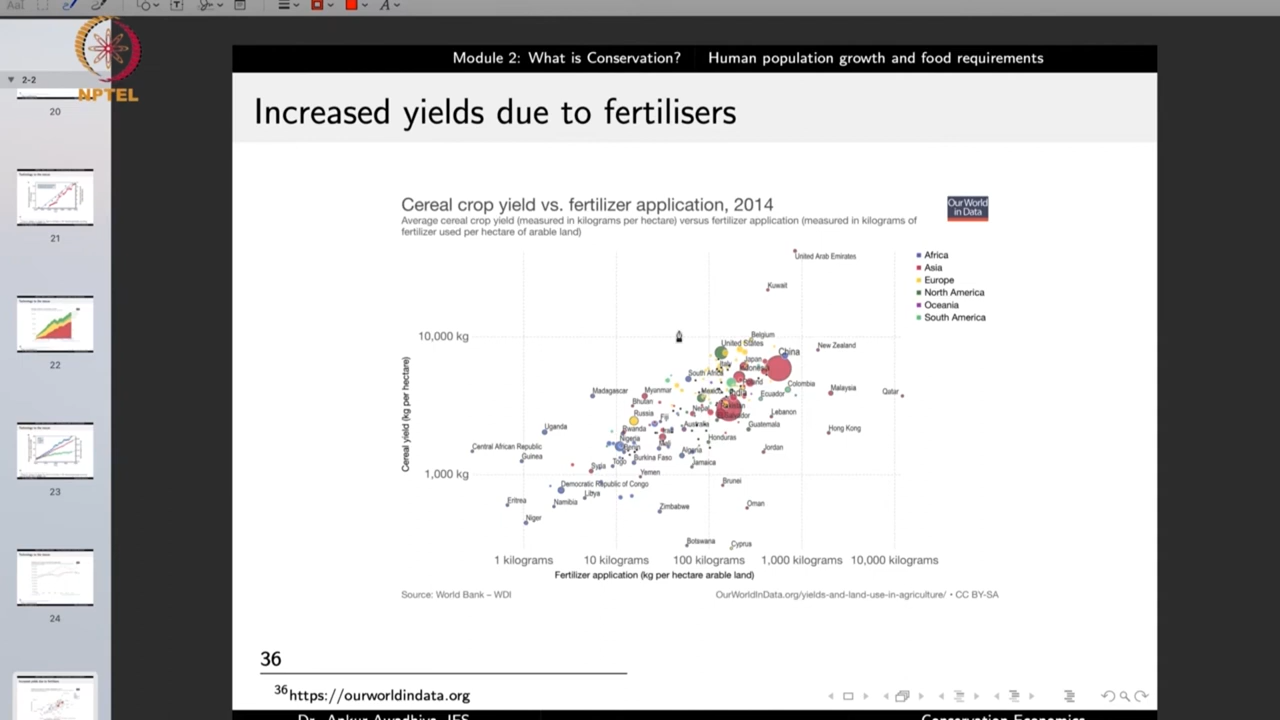 Module 2: What is Conservation? Human population growth and food requirements
NPTEL
2-2
20
21
22
23
24
Increased yields due to fertilisers
Cereal crop yield vs. fertilizer application, 2014
Average cereal crop yield (measured in kilograms per hectare) versus fertilizer application (measured in kilograms of
fertilizer used per hectare of arable land)
Our World
in Data
Africa
Asia
Europe
North America
Oceania
South America
United Arab Emirates
Kuwait
10,000 kg
Belgium
United States
Japan
China
New Zealand
Italy
Indonesia
South Africa
Madagascar
Myanmar
Mexico
India
Colombia
Ecuador
Malaysia
Qatar
Bhutan
Nepal
Russia
Fiji
Lebanon
Uganda
Rwanda
Australia
Guatemala
Hong Kong
Nigeria
Honduras
Central African Republic
Benin
Algeria
Jordan
Guinea
Togo
Burkina Faso
Jamaica
Syria
1,000 kg
Yemen
Brunei
Democratic Republic of Congo
Libya
Eritrea
Namibia
Zimbabwe
Oman
Niger
Botswana
Cyprus
Cereal yield (kg per hectare)
1 kilograms 10 kilograms 100 kilograms 1,000 kilograms 10,000 kilograms
Fertilizer application (kg per hectare arable land)
Source: World Bank – WDI OurWorldInData.org/yields-and-land-use-in-agriculture/ • CC BY-SA
36
36https://ourworldindata.org
Dr. Ankur Awadhiya, IFS Conservation Economics